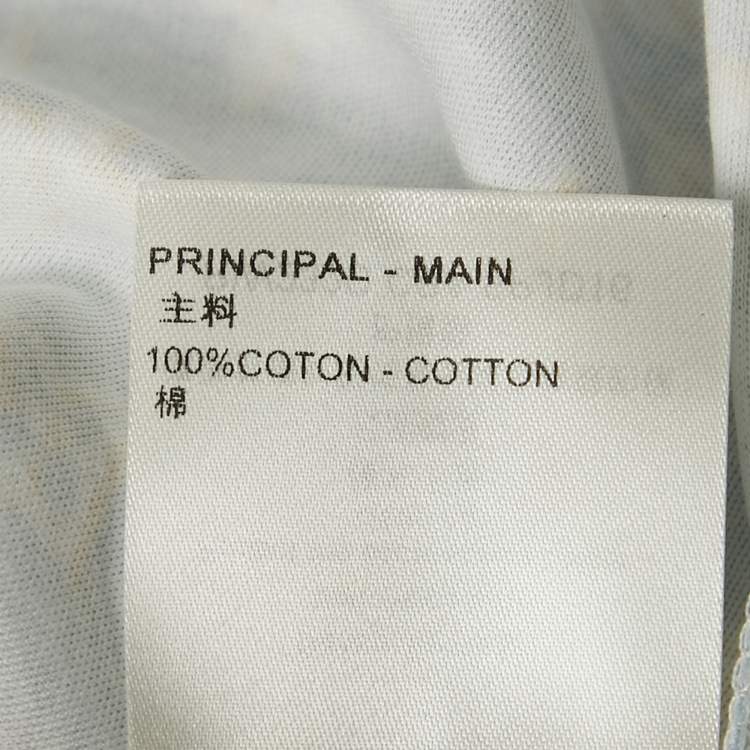 PRINCIPAL - MAIN
主料
100%COTON - COTTON
棉